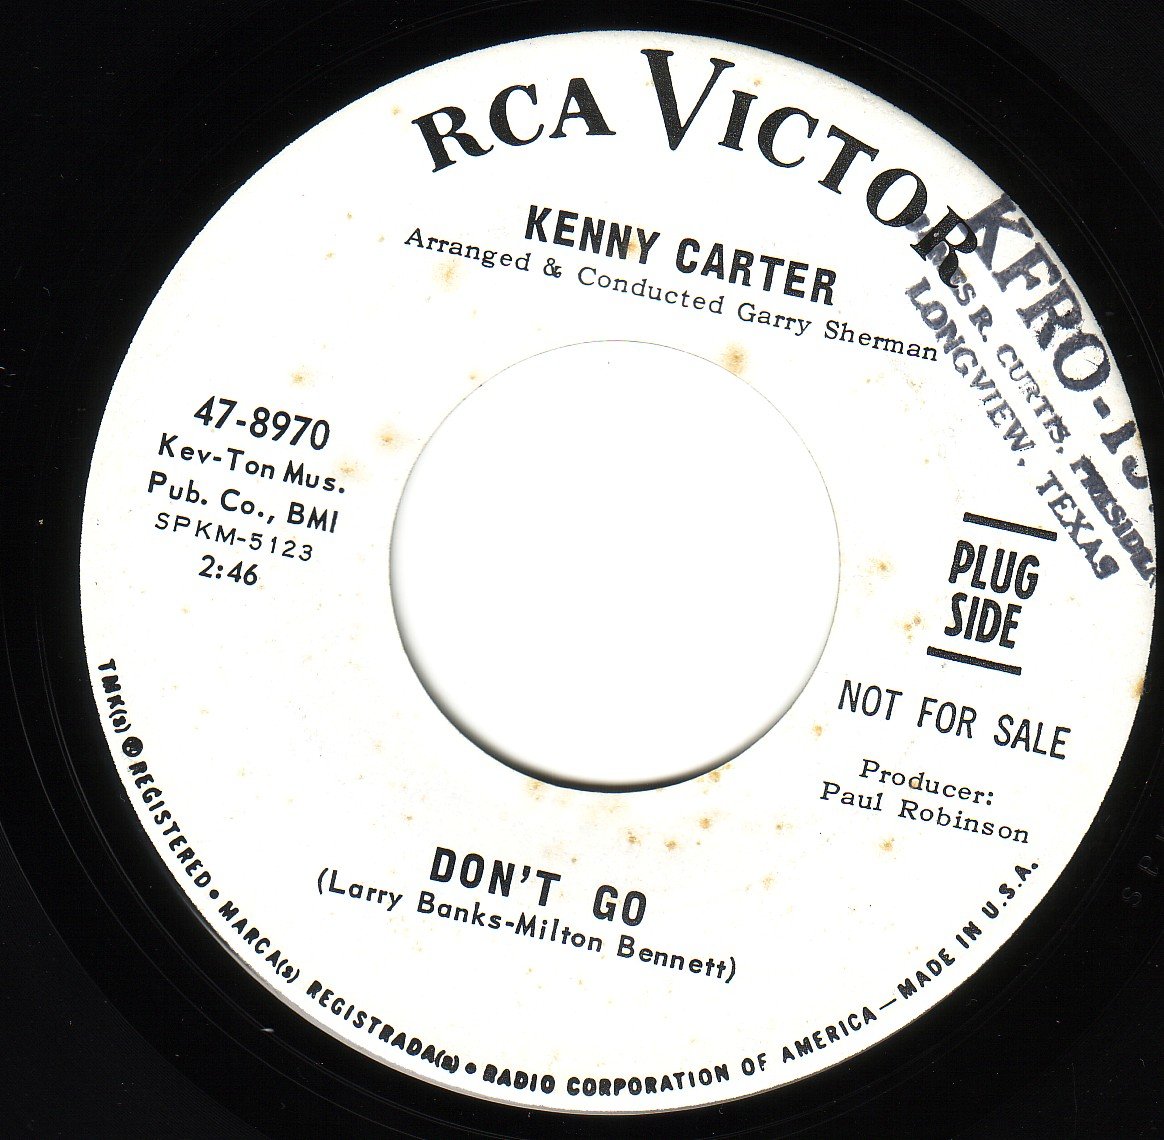 RCA VICTOR
KENNY CARTER
Arranged & Conducted Garry Sherman
KFRO-
R. CURTIS,
LONGVIEW, TEXAS
47-8970
Kev-Ton Mus.
Pub. Co., BMI
SPKM-5123
2:46
PLUG
SIDE
NOT FOR SALE
Producer:
Paul Robinson
DON'T GO
(Larry Banks-Milton Bennett)
TMK(s) ® REGISTERED • MARCA(s) REGISTRADA(s) • RADIO CORPORATION OF AMERICA—MADE IN U.S.A.